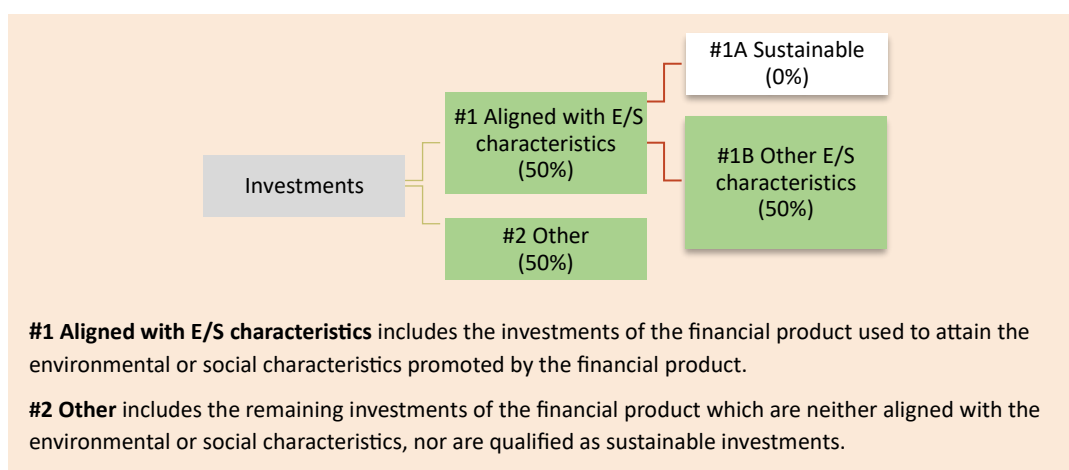 #1A Sustainable
(0%)
#1 Aligned with E/S
characteristics
(50%)
#1B Other E/S
characteristics
(50%)
Investments
#2 Other
(50%)
#1 Aligned with E/S characteristics includes the investments of the financial product used to attain the
environmental or social characteristics promoted by the financial product.
#2 Other includes the remaining investments of the financial product which are neither aligned with the
environmental or social characteristics, nor are qualified as sustainable investments.